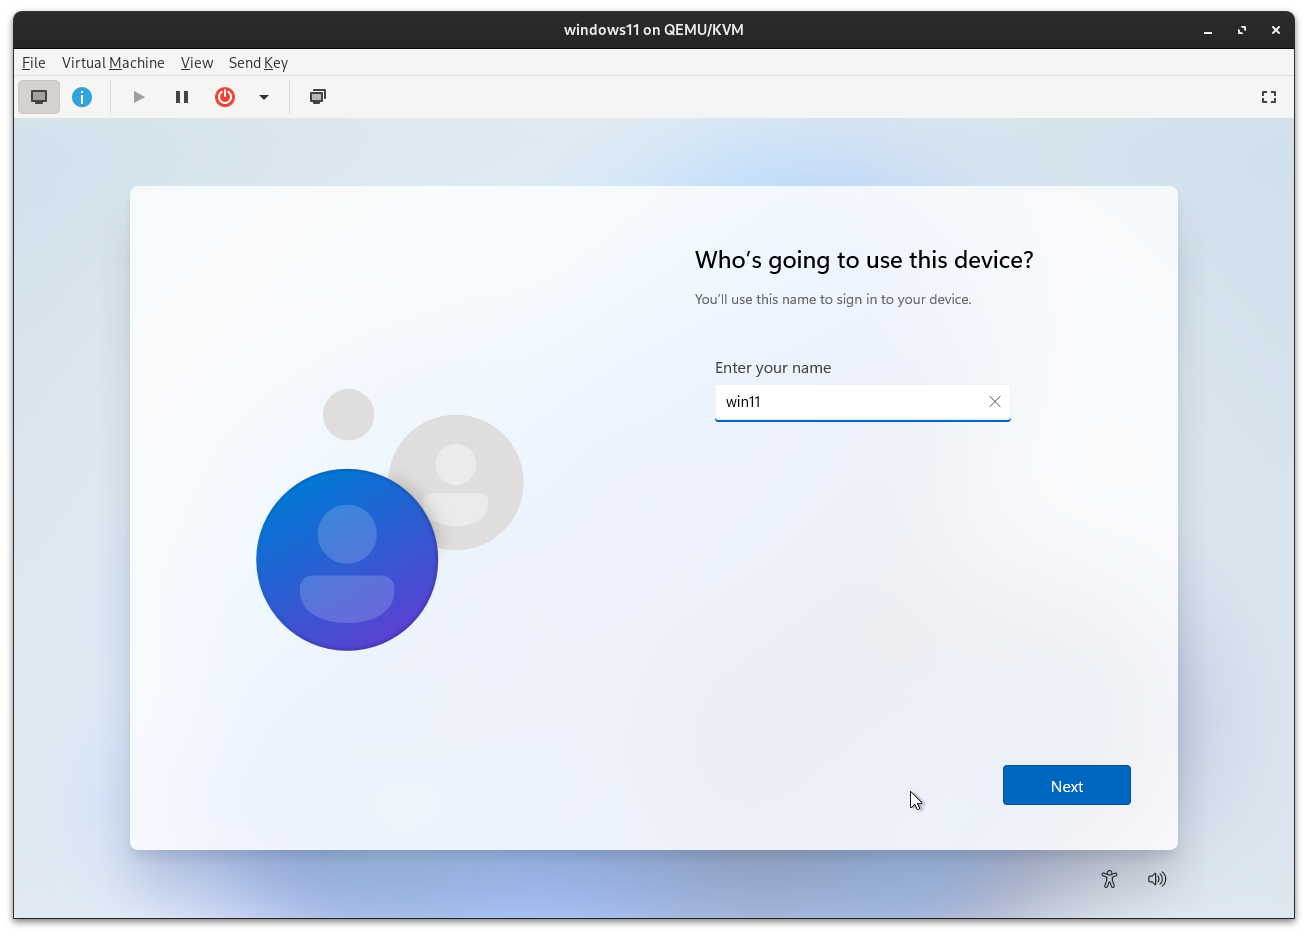 windows11 on QEMU/KVM
File Virtual Machine View Send Key
Who's going to use this device?
You'll use this name to sign in to your device.
Enter your name
win11
Next